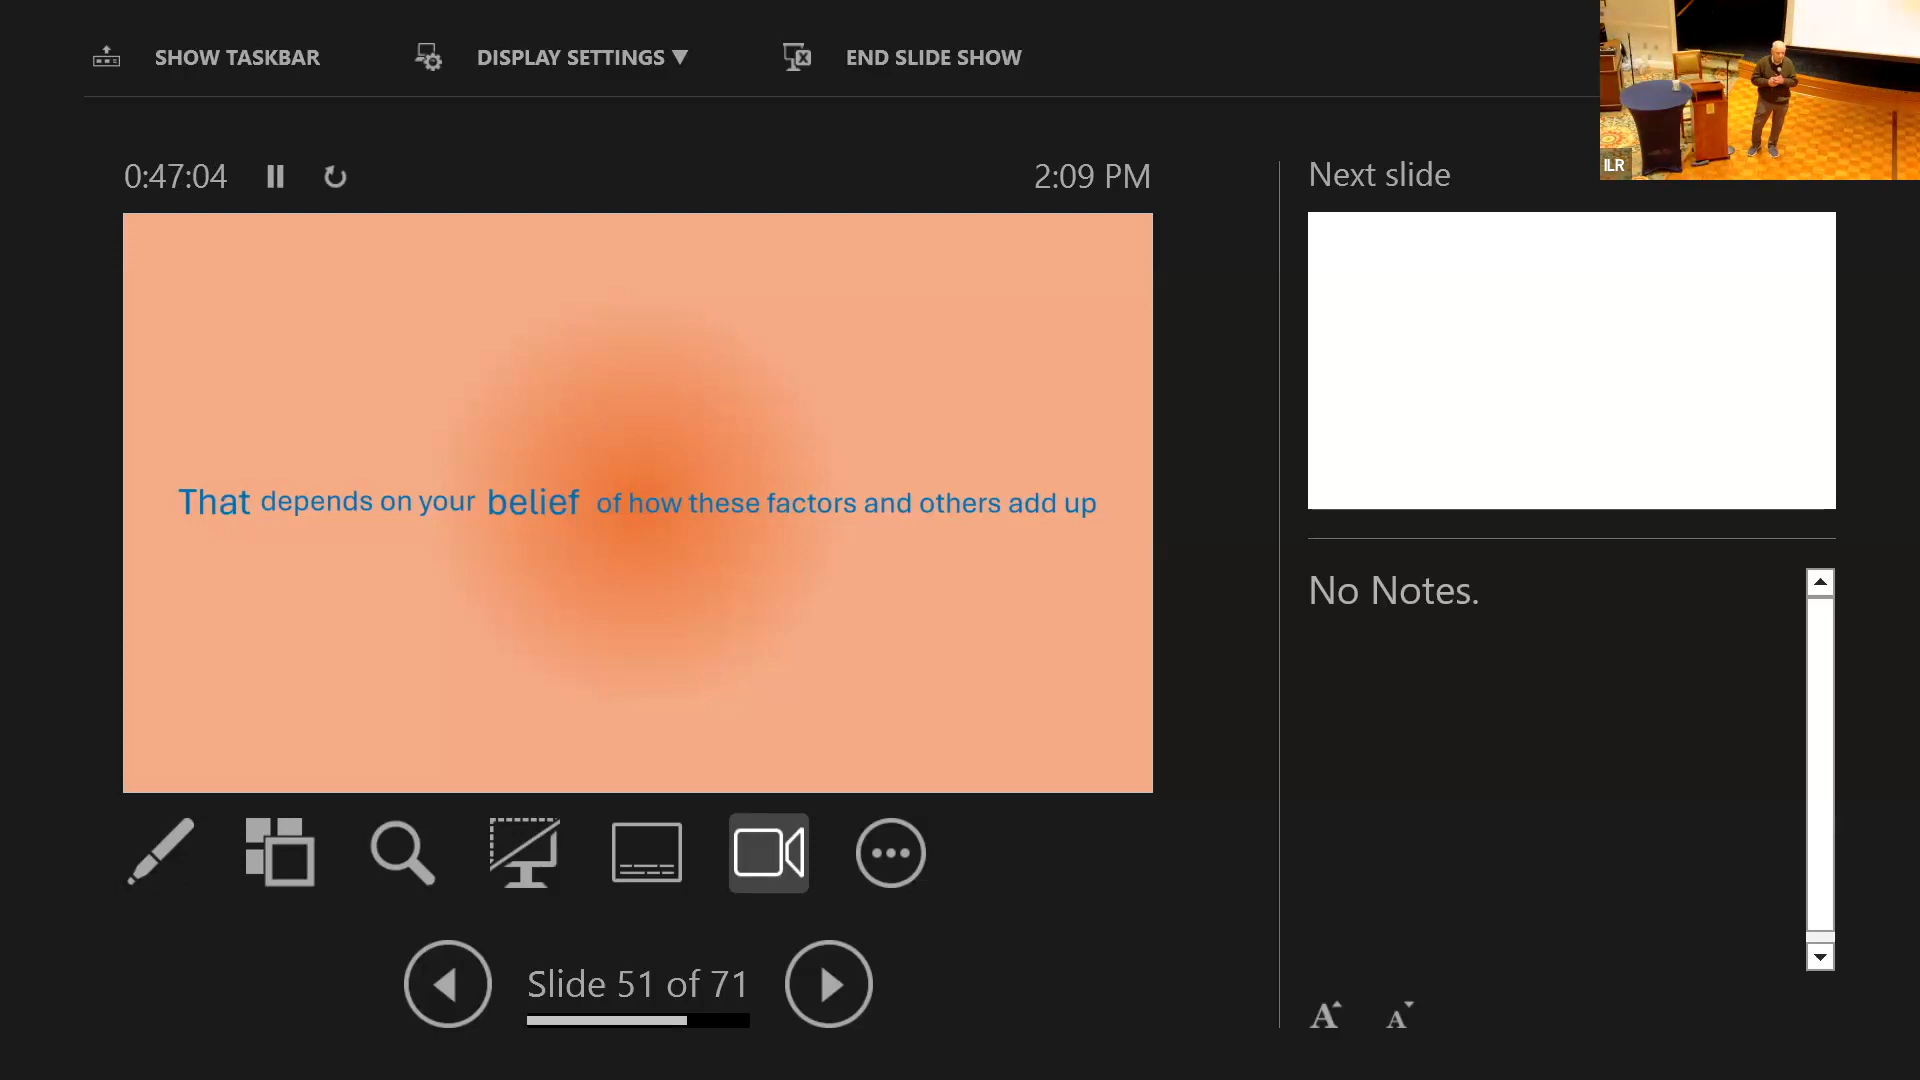 SHOW TASKBAR
DISPLAY SETTINGS ▼
END SLIDE SHOW
ILR
0:47:04
2:09 PM
Next slide
That depends on your belief of how these factors and others add up
No Notes.
Slide 51 of 71
A A